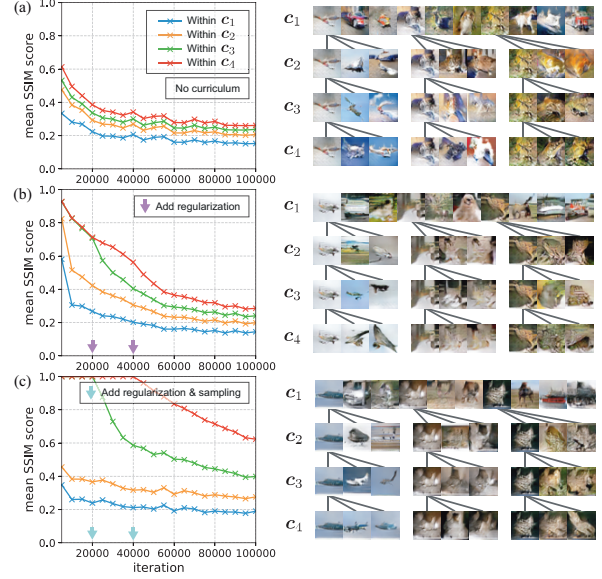 (a)
1.0
0.8
0.6
0.4
0.2
0.0
mean SSIM score
Within c1
Within c2
Within c3
Within c4
No curriculum
20000 40000 60000 80000 100000
c1
c2
c3
c4
(b)
1.0
0.8
0.6
0.4
0.2
0.0
mean SSIM score
Add regularization
20000 40000 60000 80000 100000
c1
c2
c3
c4
(c)
1.0
0.8
0.6
0.4
0.2
0.0
mean SSIM score
Add regularization & sampling
20000 40000 60000 80000 100000
iteration
c1
c2
c3
c4